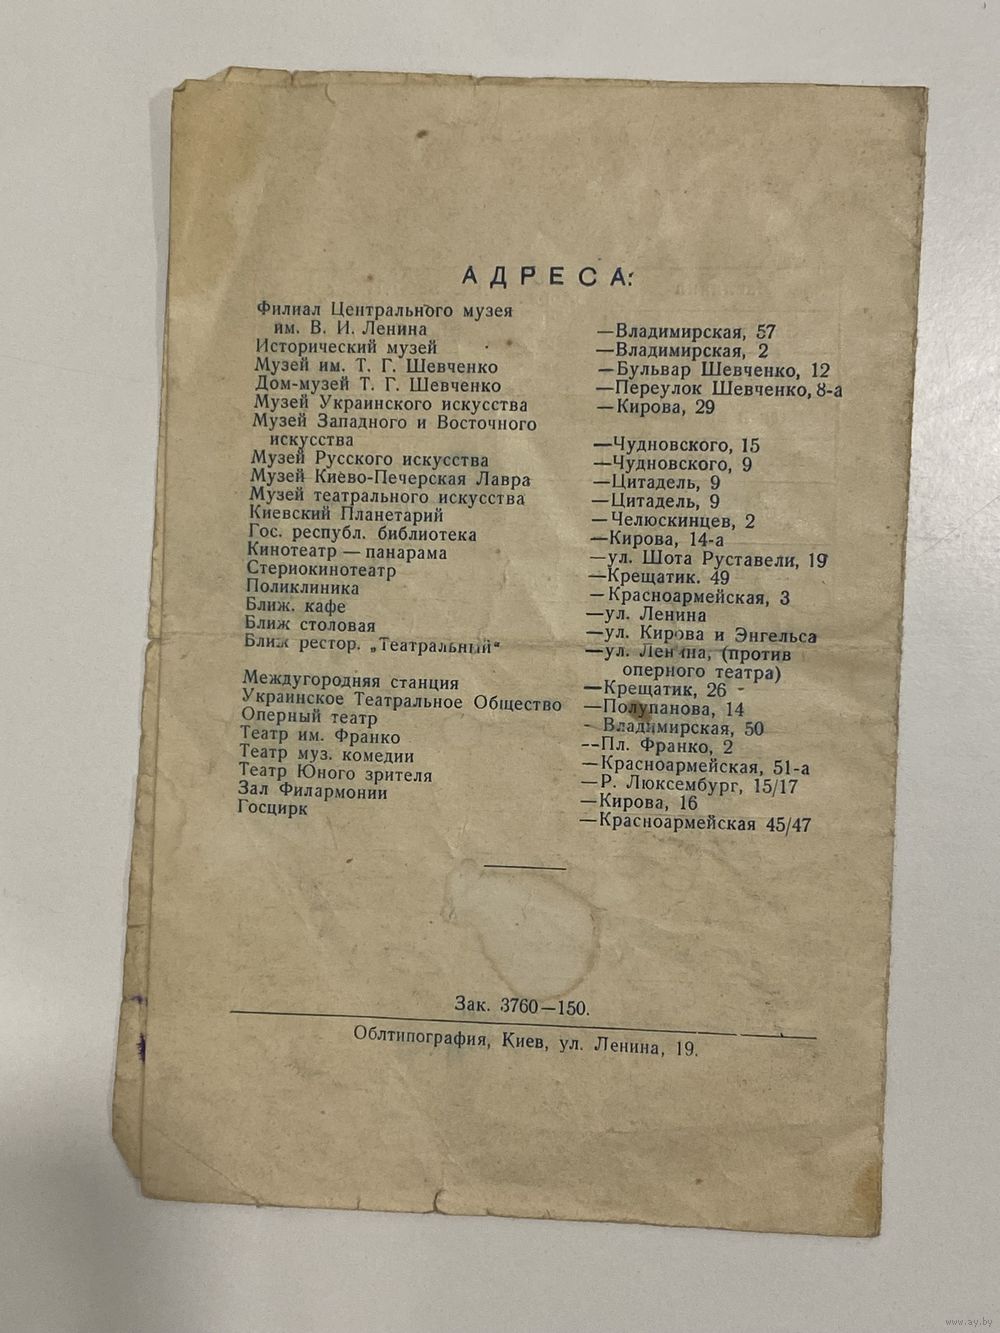 АДРЕСА:
Филиал Центрального музея
им. В. И. Ленина —Владимирская, 57
Исторический музей —Владимирская, 2
Музей им. Т. Г. Шевченко —Бульвар Шевченко, 12
Дом-музей Т. Г. Шевченко —Переулок Шевченко, 8-а
Музей Украинского искусства —Кирова, 29
Музей Западного и Восточного
искусства —Чудновского, 15
Музей Русского искусства —Чудновского, 9
Музей Киево-Печерская Лавра —Цитадель, 9
Музей театрального искусства —Цитадель, 9
Киевский Планетарий —Челюскинцев, 2
Гос. республ. библиотека —Кирова, 14-а
Кинотеатр — панарама —ул. Шота Руставели, 19
Стериокинотеатр —Крещатик. 49
Поликлиника —Красноармейская, 3
Ближ. кафе —ул. Ленина
Ближ столовая —ул. Кирова и Энгельса
Ближ рестор. „Театральный“ —ул. Ленина, (против
оперного театра)
Междугородняя станция —Крещатик, 26
Украинское Театральное Общество —Полупанова, 14
Оперный театр - Владимирская, 50
Театр им. Франко --Пл. Франко, 2
Театр муз. комедии —Красноармейская, 51-а
Театр Юного зрителя —Р. Люксембург, 15/17
Зал Филармонии —Кирова, 16
Госцирк —Красноармейская 45/47
Зак. 3760—150.
Облтипография, Киев, ул. Ленина, 19.
www.ay.by